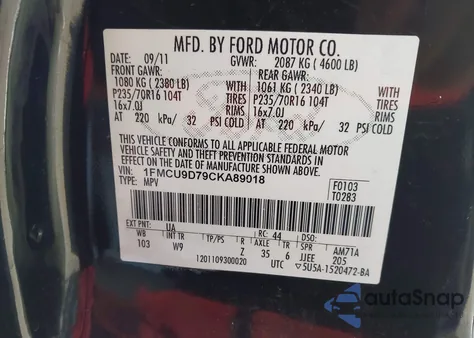 MFD. BY FORD MOTOR CO.
DATE: 09/11 GVWR: 2087 KG ( 4600 LB)
FRONT GAWR: REAR GAWR:
1080 KG ( 2380 LB) WITH 1061 KG ( 2340 LB) WITH
P235/70R16 104T TIRES P235/70R16 104T TIRES
16x7.0J RIMS 16x7.0J RIMS
AT 220 kPa/ 32 PSI COLD AT 220 kPa/ 32 PSI COLD
THIS VEHICLE CONFORMS TO ALL APPLICABLE FEDERAL MOTOR
VEHICLE SAFETY AND THEFT PREVENTION STANDARDS IN
EFFECT ON THE DATE OF MANUFACTURE SHOWN ABOVE.
VIN: 1FMCU9D79CKA89018 F0103
TYPE: MPV T0283
EXT PNT: UA RC: 44
WB INT TR TP/PS R AXLE TR AM71A
103 W9 Z 35 6 JJEE 205
1201109300020 UTC 5U5A-1520472-BA
autoSnap